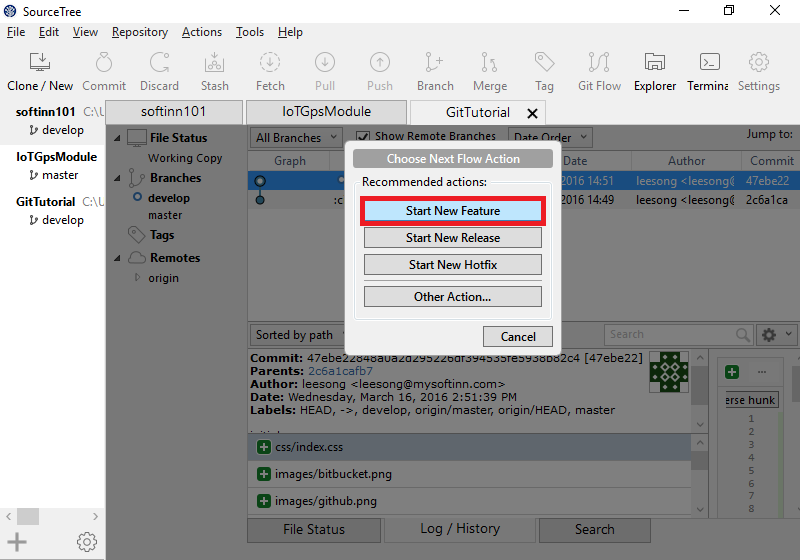 SourceTree
File Edit View Repository Actions Tools Help
Clone / New Commit Discard Stash Fetch Pull Push Branch Merge Tag Git Flow Explorer Termina Settings
softinn101 C:\U
develop
IoTGpsModule
master
GitTutorial C:\U
develop
softinn101 IoTGpsModule GitTutorial
File Status
Working Copy
Branches
develop
master
Tags
Remotes
origin
All Branches Show Remote Branches Date Order Jump to:
Graph Date Author Commit
2016 14:51 leesong <leesong@ 47ebe22
2016 14:49 leesong <leesong@ 2c6a1ca
Choose Next Flow Action
Recommended actions:
Start New Feature
Start New Release
Start New Hotfix
Other Action...
Cancel
Sorted by path Search
Commit: 47ebe22848a0a2d295226df394535fe5938bb2c4 [47ebe22]
Parents: 2c6a1cafb7
Author: leesong <leesong@mysoftinn.com>
Date: Wednesday, March 16, 2016 2:51:39 PM
Labels: HEAD, ->, develop, origin/master, origin/HEAD, master
css/index.css
images/bitbucket.png
images/github.png
...
erse hunk
1
2
3
4
5
6
7
8
File Status Log / History Search